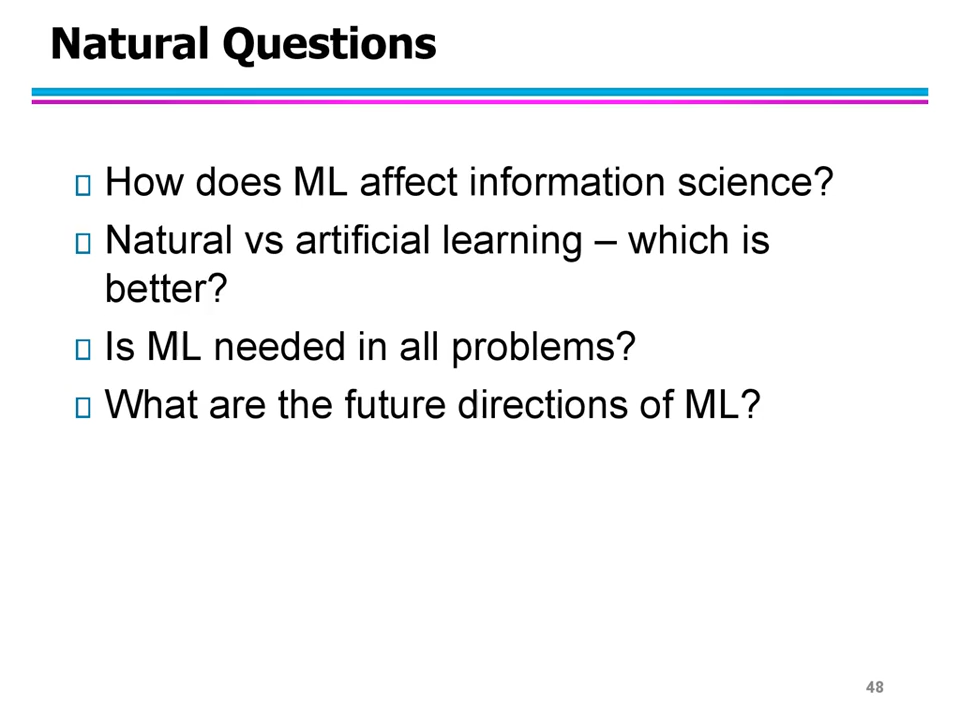 Natural Questions
How does ML affect information science?
Natural vs artificial learning – which is
better?
Is ML needed in all problems?
What are the future directions of ML?
48